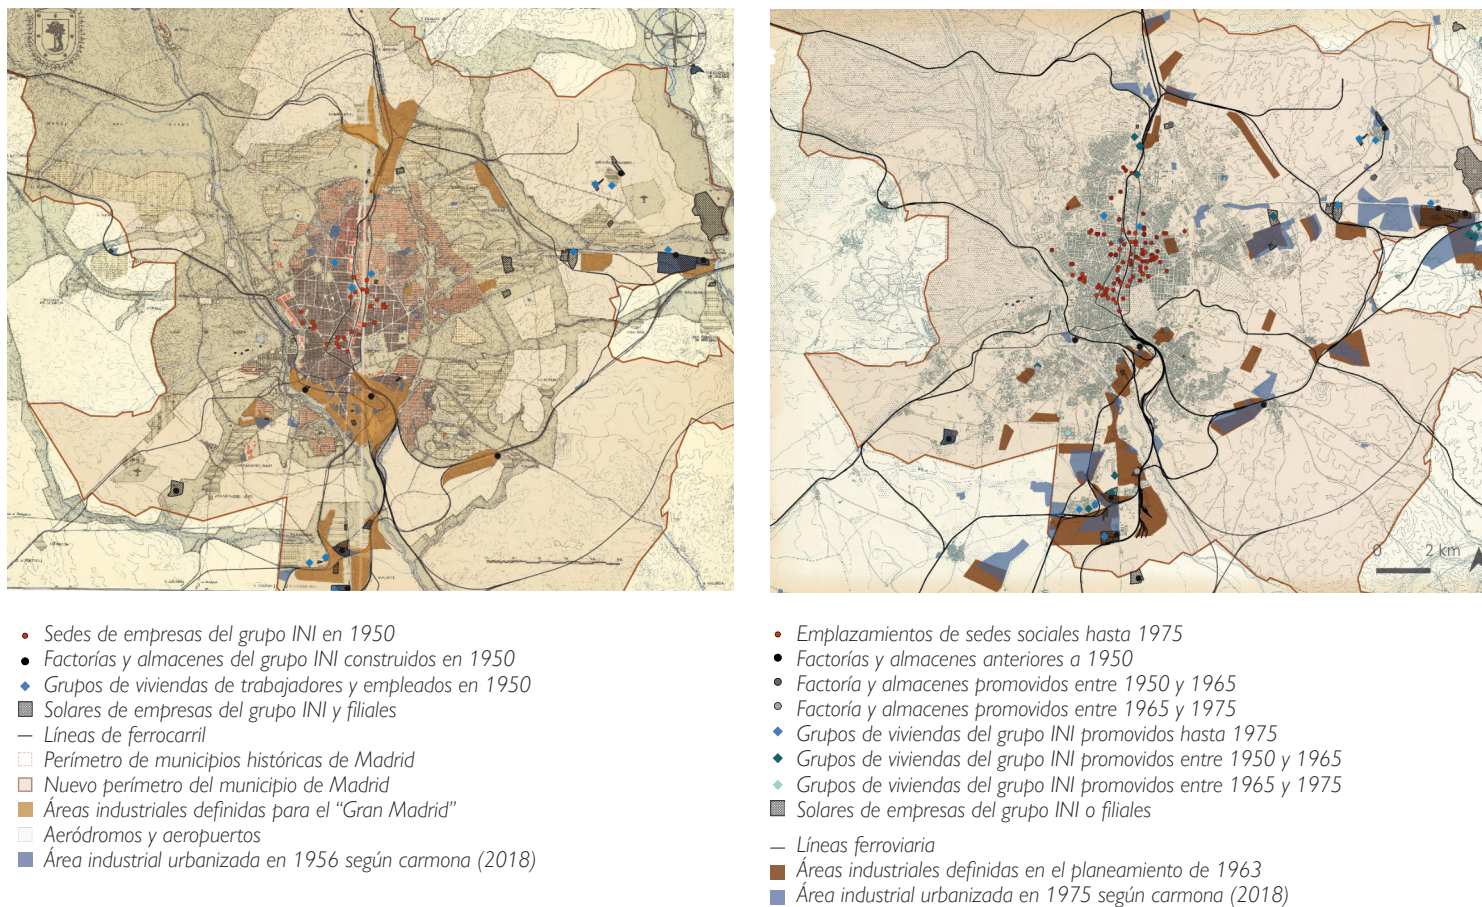 0 2 km
Sedes de empresas del grupo INI en 1950
Factorías y almacenes del grupo INI construidos en 1950
Grupos de viviendas de trabajadores y empleados en 1950
Solares de empresas del grupo INI y filiales
Líneas de ferrocarril
Perímetro de municipios históricas de Madrid
Nuevo perímetro del municipio de Madrid
Áreas industriales definidas para el “Gran Madrid”
Aeródromos y aeropuertos
Área industrial urbanizada en 1956 según carmona (2018)
Emplazamientos de sedes sociales hasta 1975
Factorías y almacenes anteriores a 1950
Factoría y almacenes promovidos entre 1950 y 1965
Factoría y almacenes promovidos entre 1965 y 1975
Grupos de viviendas del grupo INI promovidos hasta 1975
Grupos de viviendas del grupo INI promovidos entre 1950 y 1965
Grupos de viviendas del grupo INI promovidos entre 1965 y 1975
Solares de empresas del grupo INI o filiales
Líneas ferroviaria
Áreas industriales definidas en el planeamiento de 1963
Área industrial urbanizada en 1975 según carmona (2018)